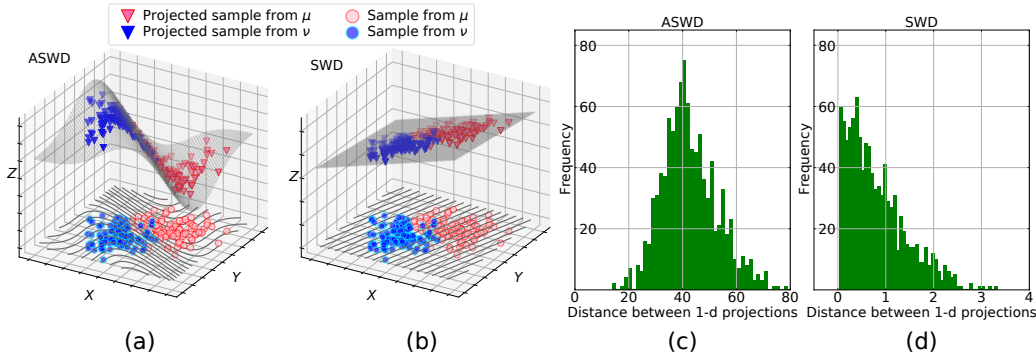 Projected sample from μ
Sample from μ
Projected sample from ν
Sample from ν
ASWD
Z
X
Y
(a)
SWD
Z
X
Y
(b)
ASWD
Frequency
80
60
40
20
0
20
40
60
80
Distance between 1-d projections
(c)
SWD
Frequency
80
60
40
20
0
1
2
3
4
Distance between 1-d projections
(d)